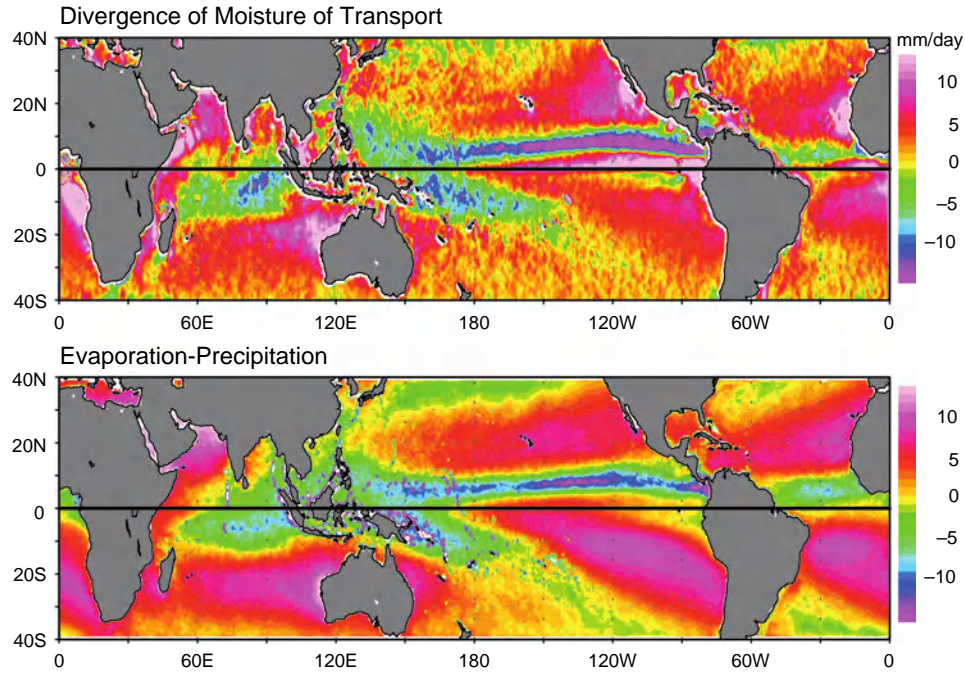 Divergence of Moisture of Transport
40N
20N
0
20S
40S
0 60E 120E 180 120W 60W 0
mm/day
10
5
0
−5
−10
Evaporation-Precipitation
40N
20N
0
20S
40S
0 60E 120E 180 120W 60W 0
10
5
0
−5
−10